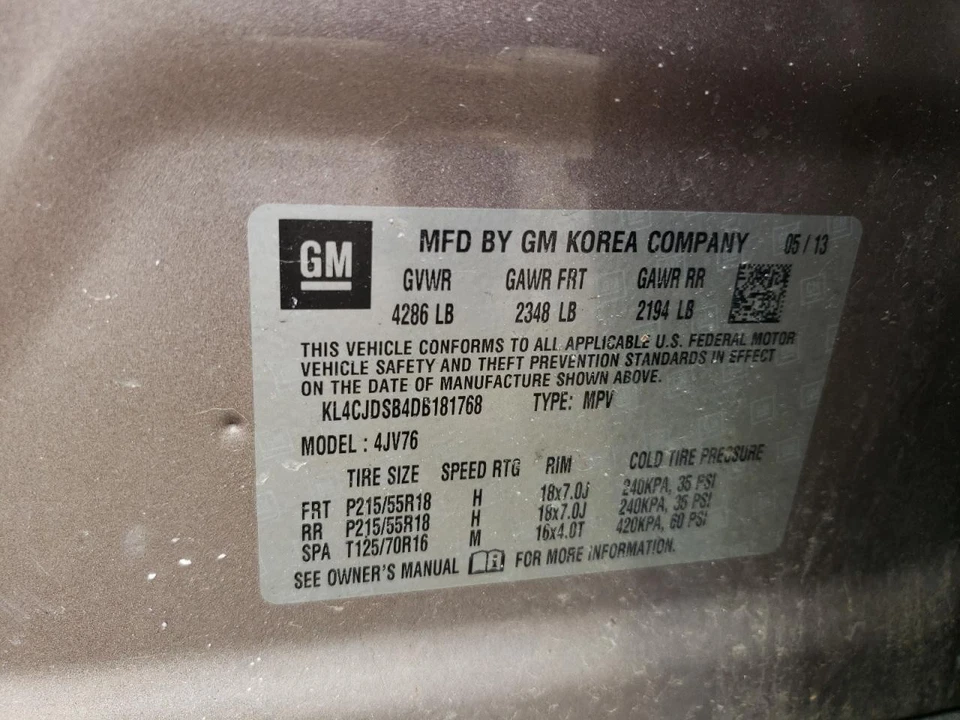 GM
MFD BY GM KOREA COMPANY 05/13
GVWR GAWR FRT GAWR RR
4286 LB 2348 LB 2194 LB
THIS VEHICLE CONFORMS TO ALL APPLICABLE U.S. FEDERAL MOTOR
VEHICLE SAFETY AND THEFT PREVENTION STANDARDS IN EFFECT
ON THE DATE OF MANUFACTURE SHOWN ABOVE.
KL4CJDSB4DB181768 TYPE: MPV
MODEL : 4JV76
TIRE SIZE SPEED RTG RIM COLD TIRE PRESSURE
FRT P215/55R18 H 18x7.0J 240KPA, 35 PSI
RR P215/55R18 H 18x7.0J 240KPA, 35 PSI
SPA T125/70R16 M 16x4.0T 420KPA, 60 PSI
SEE OWNER'S MANUAL FOR MORE INFORMATION.